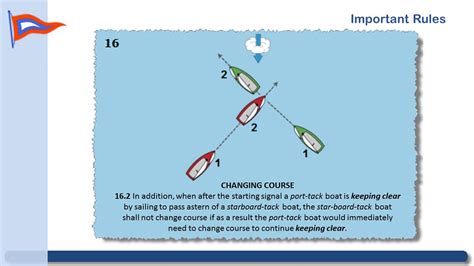 Important Rules
16
2
2
1
1
CHANGING COURSE
16.2 In addition, when after the starting signal a port-tack boat is keeping clear
by sailing to pass astern of a starboard-tack boat, the star-board-tack boat
shall not change course if as a result the port-tack boat would immediately
need to change course to continue keeping clear.